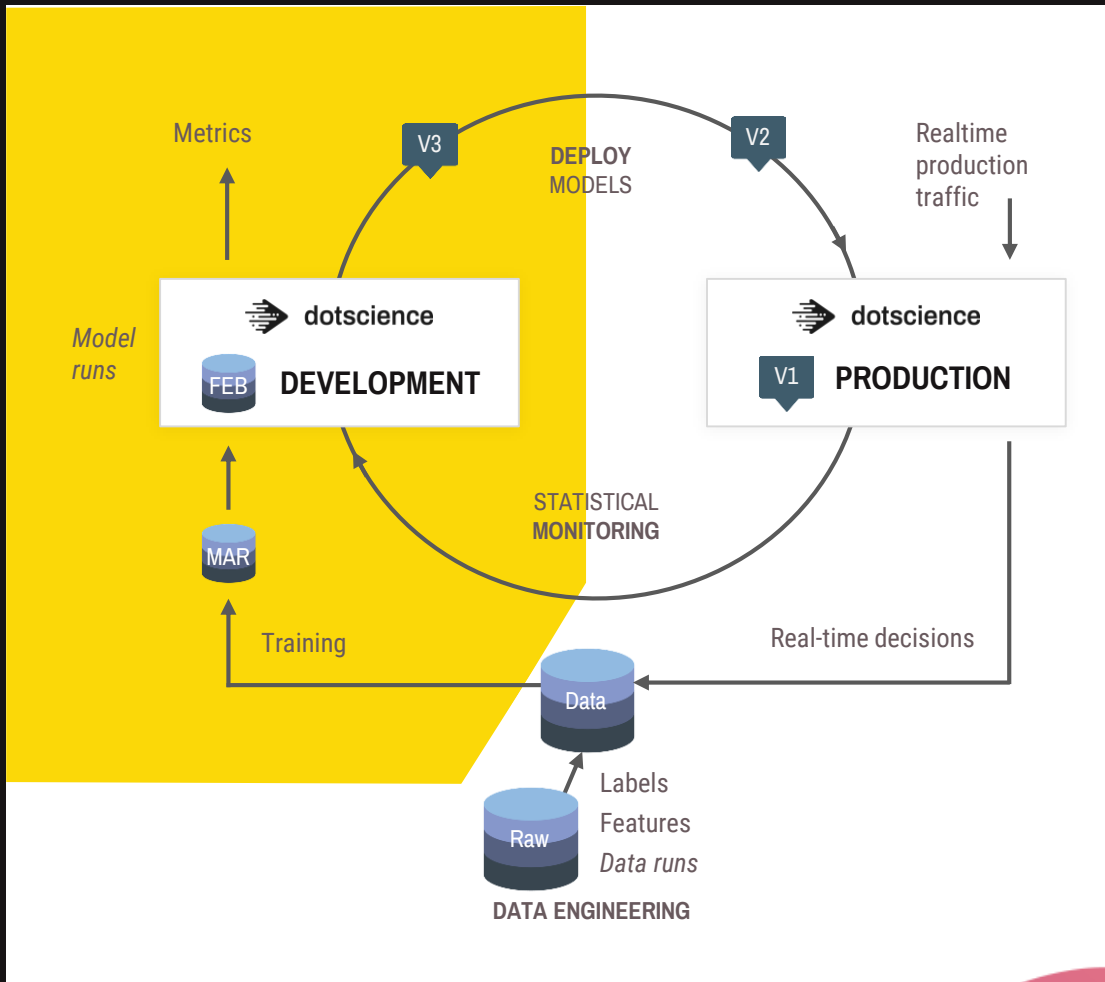 Metrics
V3
V2
DEPLOY
MODELS
Realtime
production
traffic
Model
runs
dotscience
FEB
DEVELOPMENT
dotscience
V1
PRODUCTION
STATISTICAL
MONITORING
MAR
Training
Real-time decisions
Data
Labels
Features
Data runs
Raw
DATA ENGINEERING